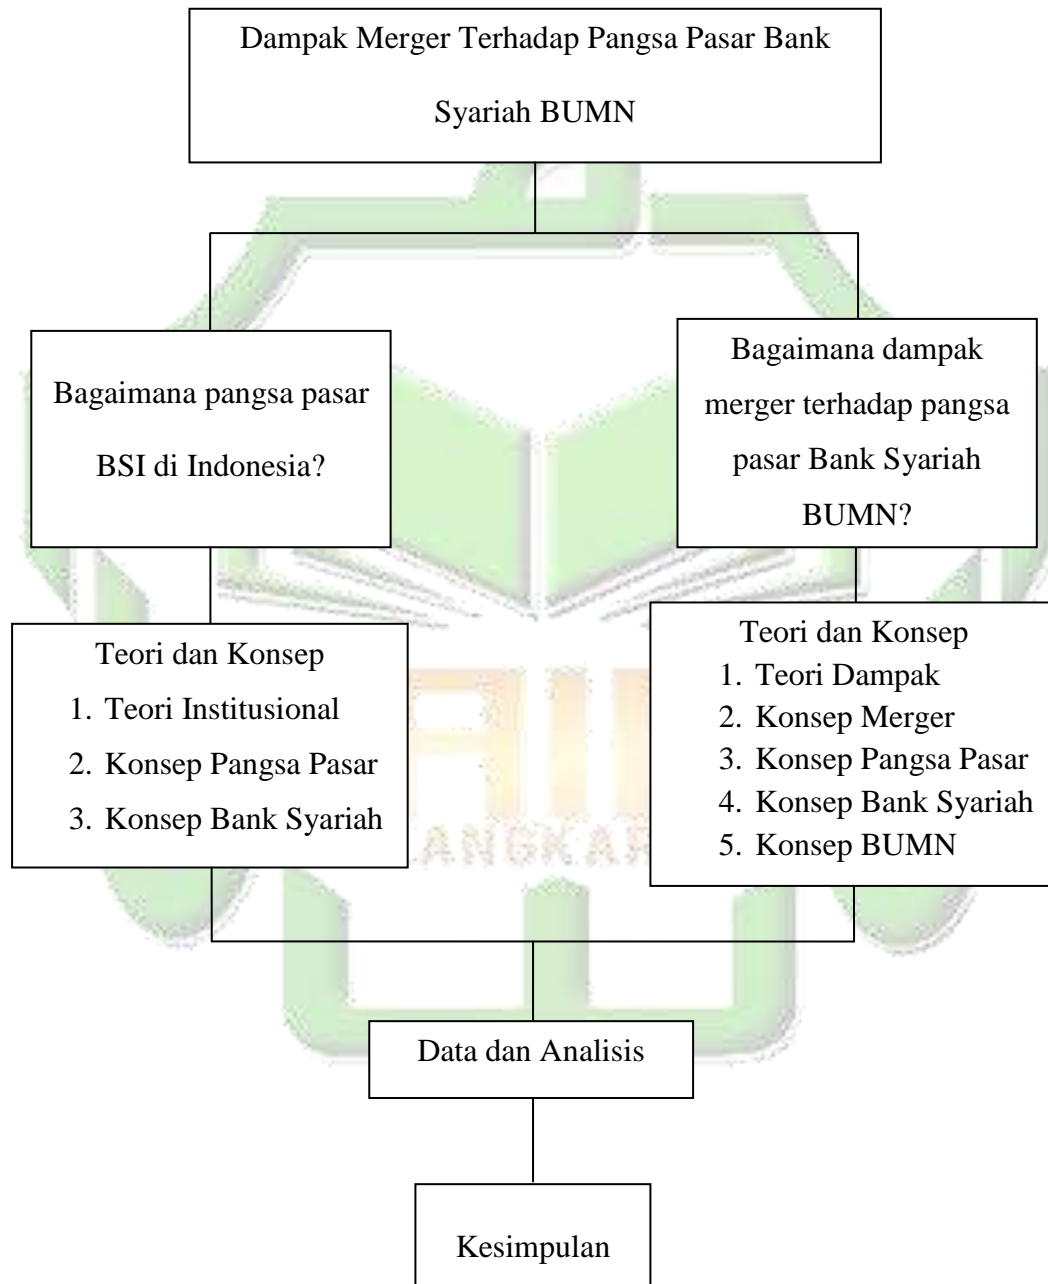 Dampak Merger Terhadap Pangsa Pasar Bank
Syariah BUMN
Bagaimana pangsa pasar
BSI di Indonesia?
Bagaimana dampak
merger terhadap pangsa
pasar Bank Syariah
BUMN?
Teori dan Konsep
1. Teori Institusional
2. Konsep Pangsa Pasar
3. Konsep Bank Syariah
Teori dan Konsep
1. Teori Dampak
2. Konsep Merger
3. Konsep Pangsa Pasar
4. Konsep Bank Syariah
5. Konsep BUMN
Data dan Analisis
Kesimpulan